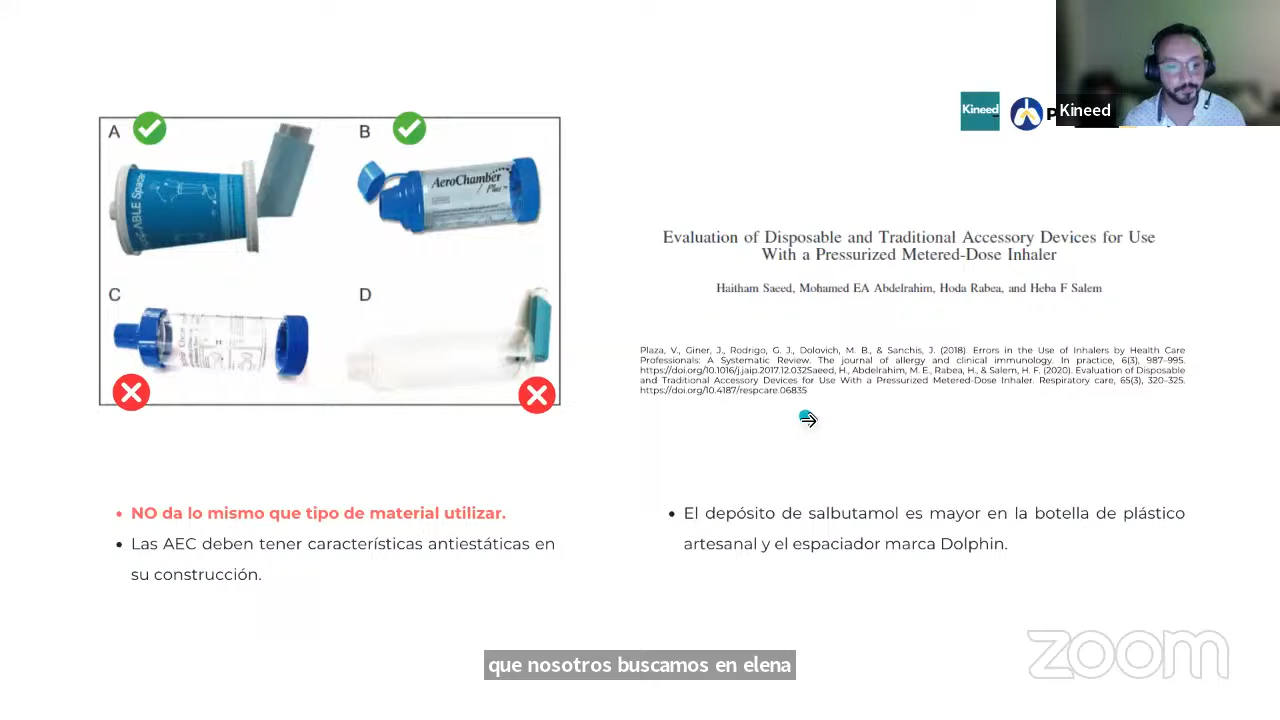 A
B
ABLE Space
AeroChamber
Plus
C
D
Kineed
Kineed
P
Evaluation of Disposable and Traditional Accessory Devices for Use
With a Pressurized Metered-Dose Inhaler
Haitham Saeed, Mohamed EA Abdelrahim, Hoda Rabea, and Heba F Salem
Plaza, V., Giner, J., Rodrigo, G. J., Dolovich, M. B., & Sanchis, J. (2018). Errors in the Use of Inhalers by Health Care
Professionals: A Systematic Review. The journal of allergy and clinical immunology. In practice, 6(3), 987–995.
https://doi.org/10.1016/j.jaip.2017.12.032Saeed, H., Abdelrahim, M. E., Rabea, H., & Salem, H. F. (2020). Evaluation of Disposable
and Traditional Accessory Devices for Use With a Pressurized Metered-Dose Inhaler. Respiratory care, 65(3), 320–325.
https://doi.org/10.4187/respcare.06835
• NO da lo mismo que tipo de material utilizar.
• Las AEC deben tener características antiestáticas en
su construcción.
• El depósito de salbutamol es mayor en la botella de plástico
artesanal y el espaciador marca Dolphin.
que nosotros buscamos en elena
zoom